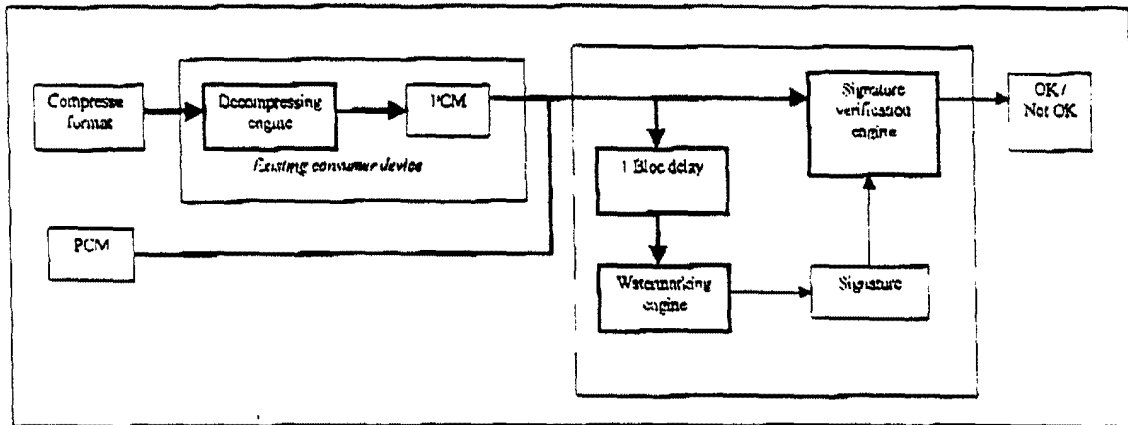 Compresse
format
Decompressing
engine
PCM
Existing consumer device
PCM
1 Bloc delay
Watermarking
engine
Signature
Signature
verification
engine
OK /
Not OK